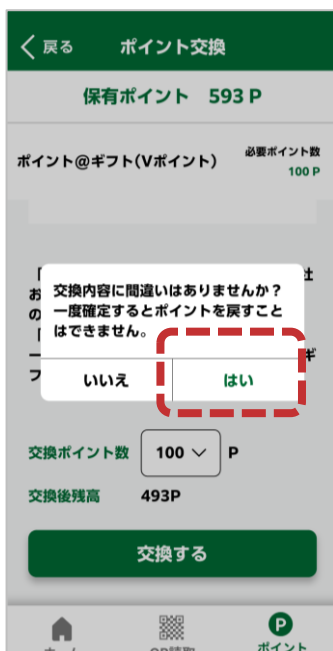 戻る ポイント交換
保有ポイント 593 P
ポイント@ギフト(Vポイント) 必要ポイント数
100 P
交換内容に間違いはありませんか?
一度確定するとポイントを戻すこと
はできません。
いいえ はい
交換ポイント数 100 P
交換後残高 493P
交換する
P
ポイント